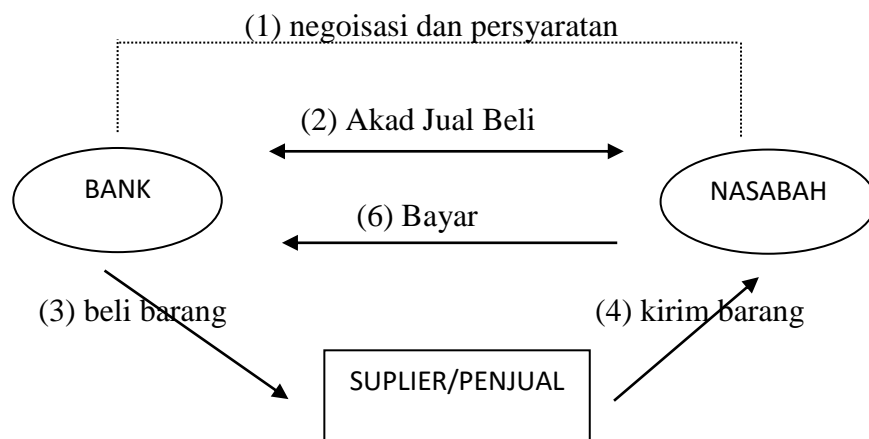 (1) negoisasi dan persyaratan
(2) Akad Jual Beli
BANK
NASABAH
(6) Bayar
(3) beli barang
(4) kirim barang
SUPLIER/PENJUAL